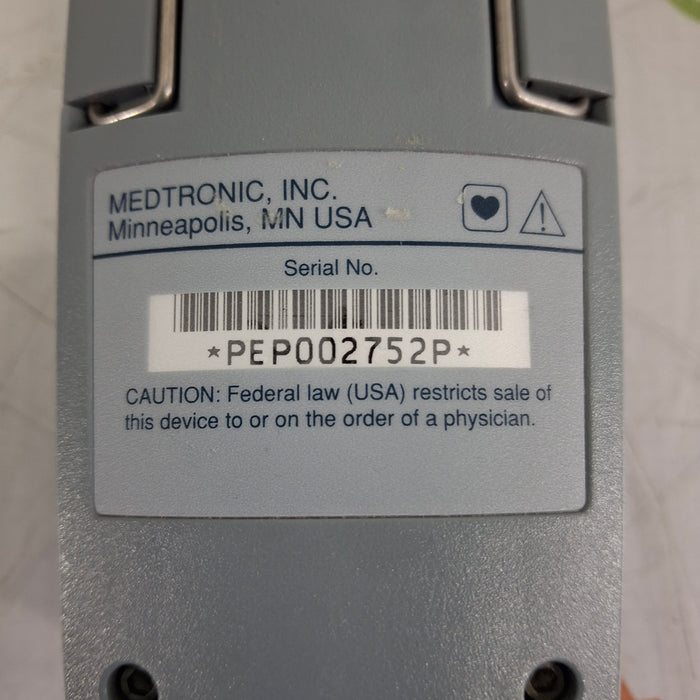 MEDTRONIC, INC.
Minneapolis, MN USA
Serial No.
*PEP002752P*
CAUTION: Federal law (USA) restricts sale of
this device to or on the order of a physician.